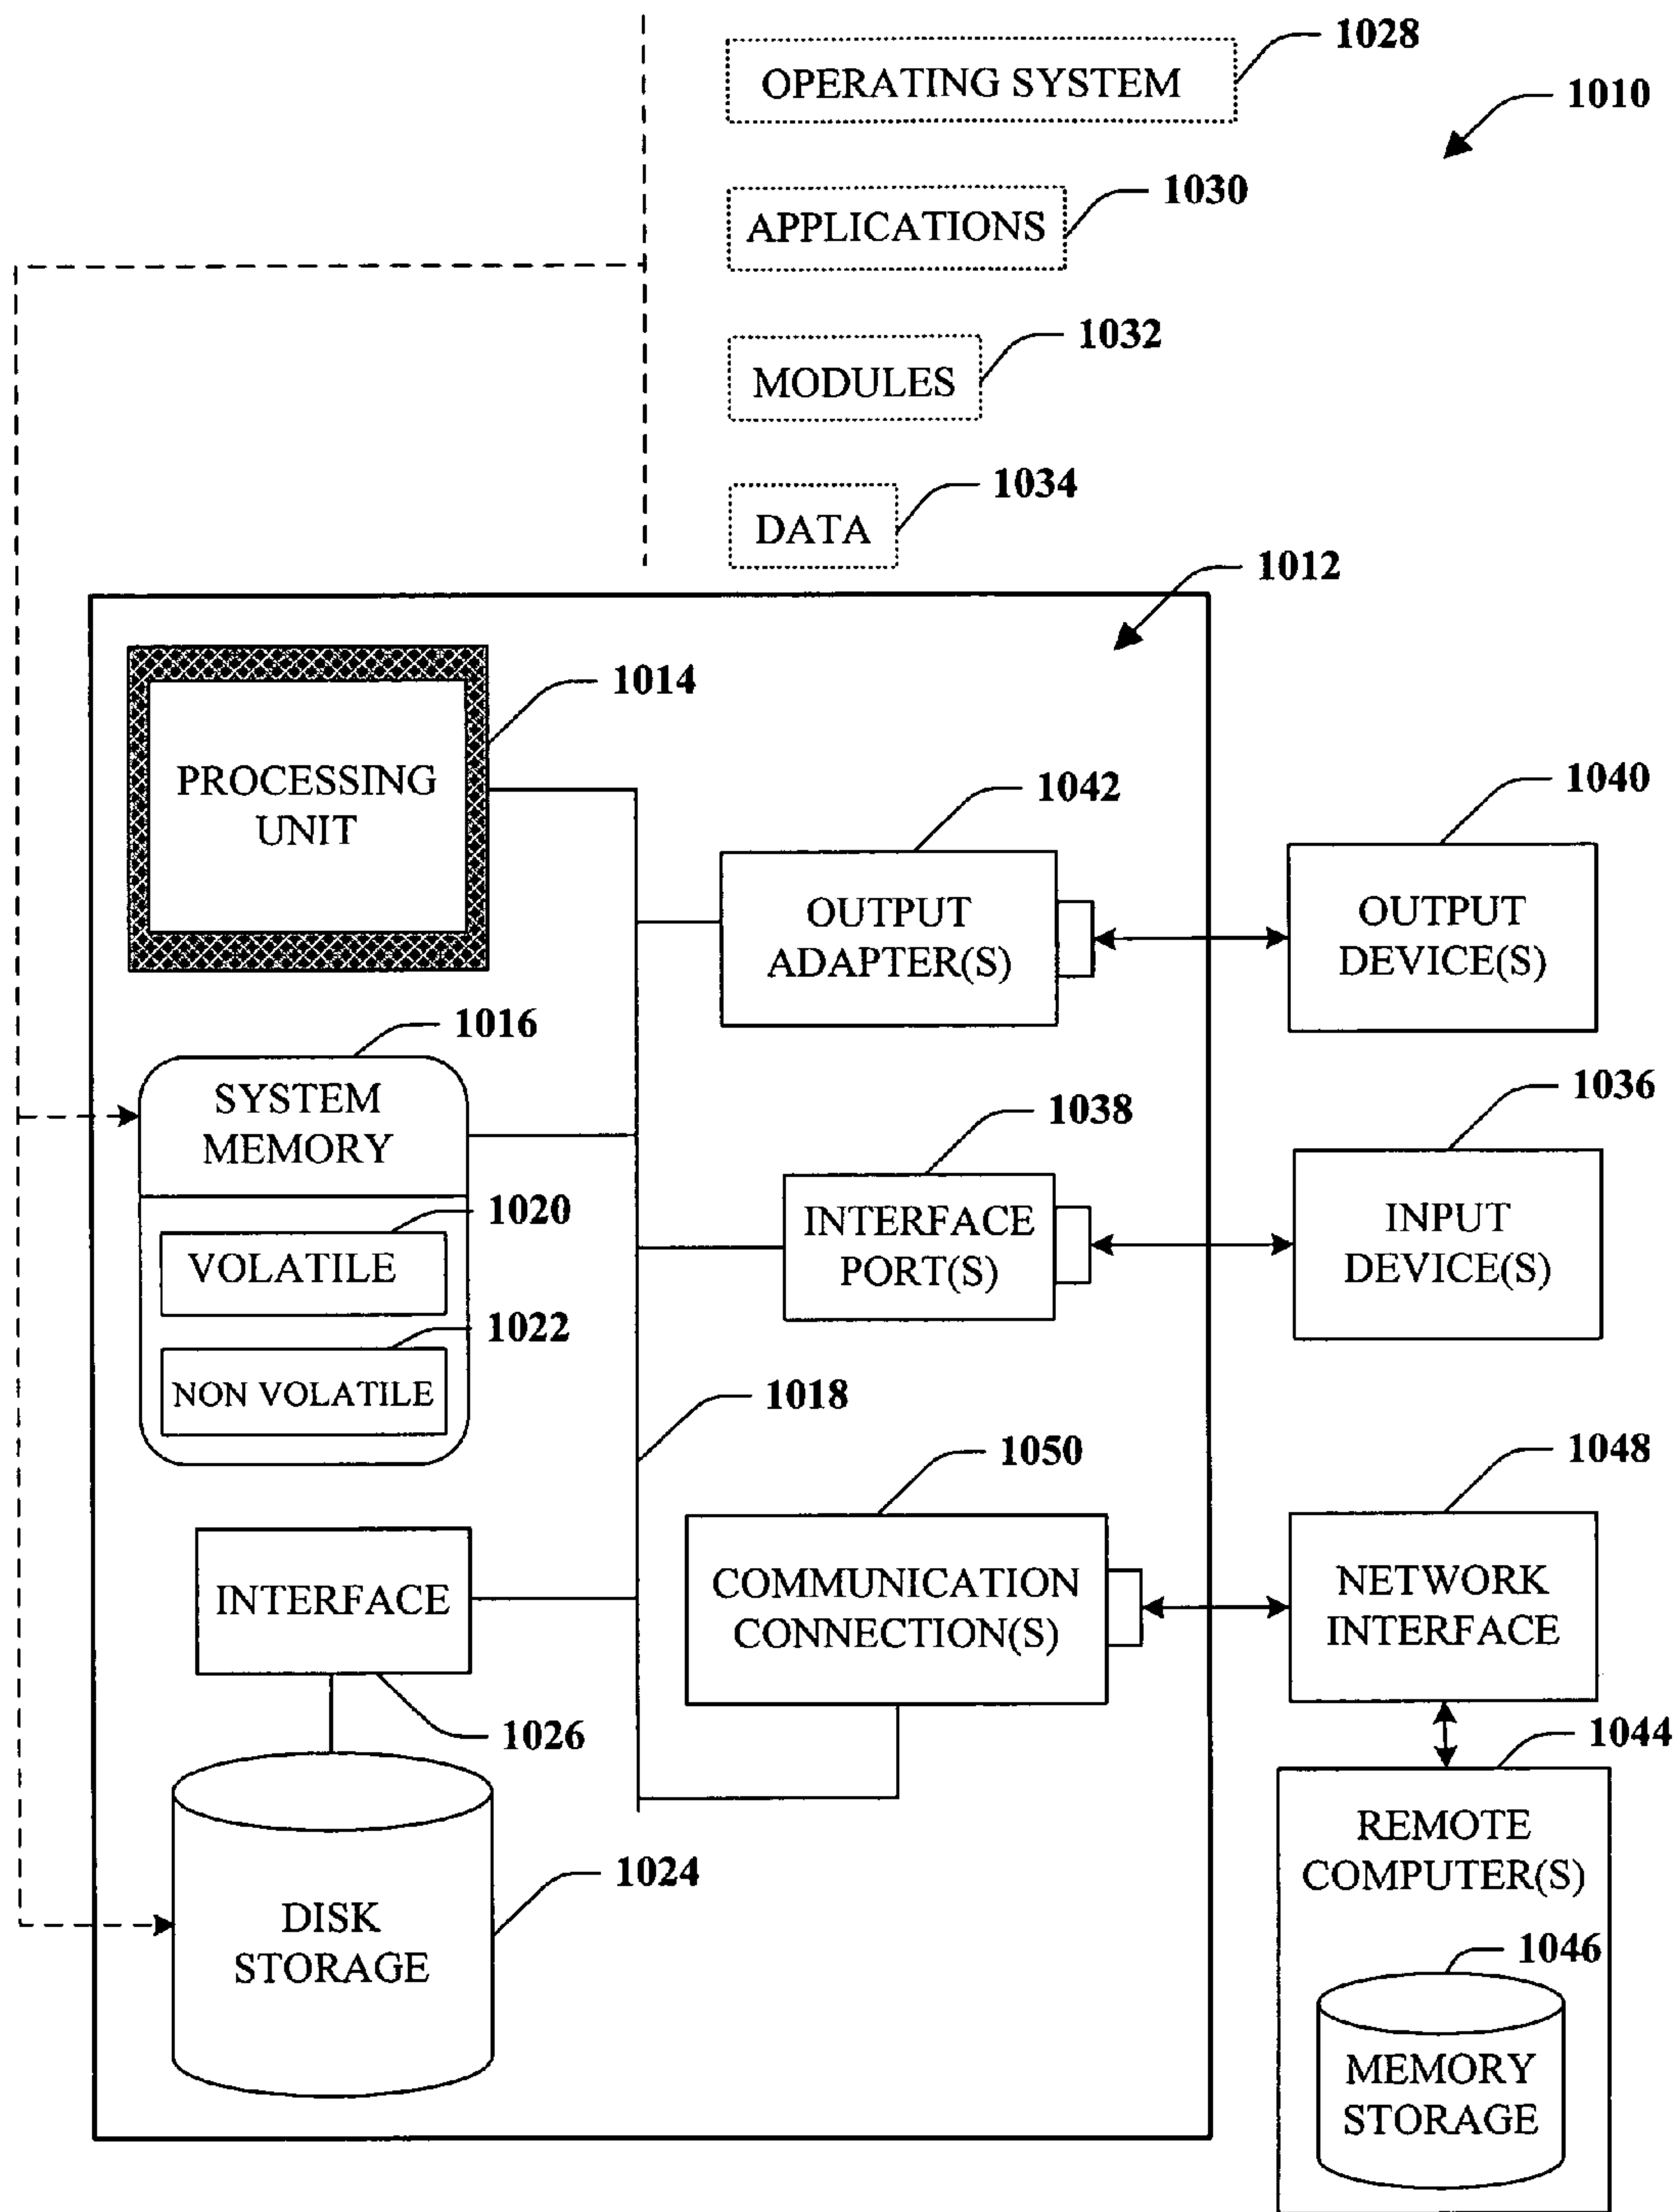 1028
OPERATING SYSTEM
1010
1030
APPLICATIONS
1032
MODULES
1034
DATA
1012
1014
PROCESSING
UNIT
1042
OUTPUT
ADAPTER(S)
1040
OUTPUT
DEVICE(S)
1016
SYSTEM
MEMORY
1020
VOLATILE
1022
NON VOLATILE
1038
INTERFACE
PORT(S)
1036
INPUT
DEVICE(S)
1018
1050
COMMUNICATION
CONNECTION(S)
1048
NETWORK
INTERFACE
INTERFACE
1026
1024
DISK
STORAGE
1044
REMOTE
COMPUTER(S)
1046
MEMORY
STORAGE